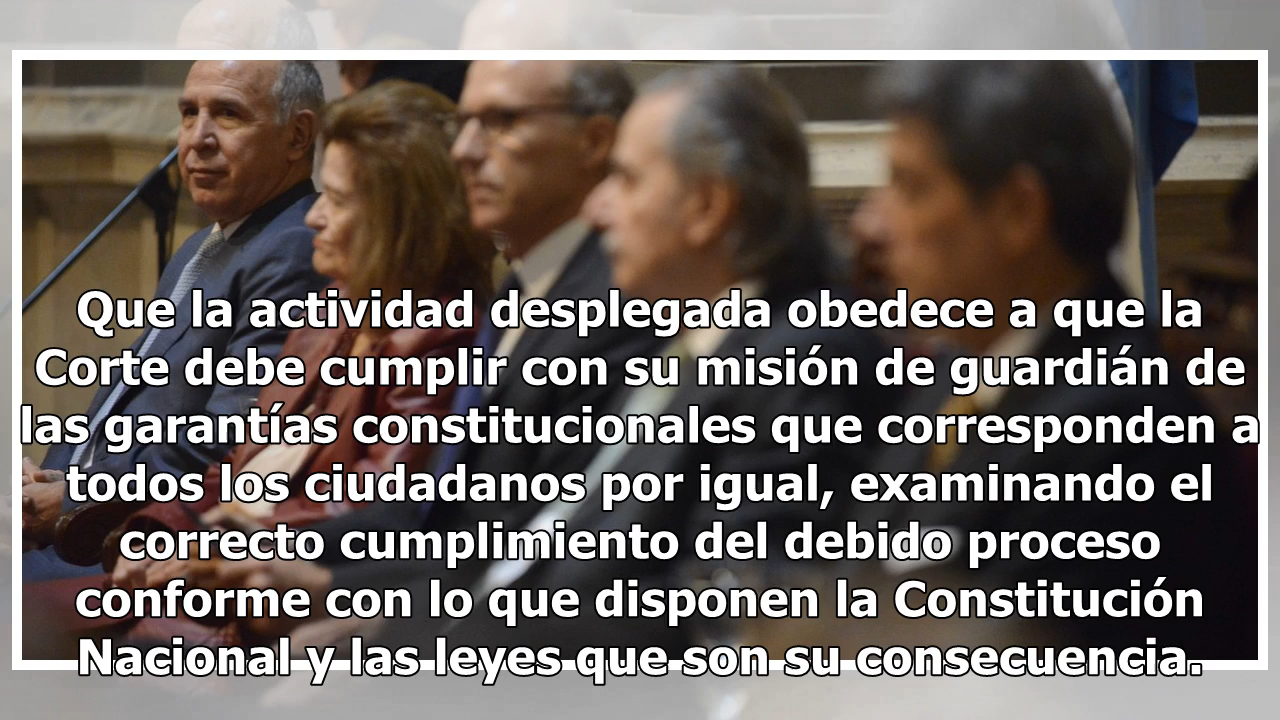 Que la actividad desplegada obedece a que la
Corte debe cumplir con su misión de guardián de
las garantías constitucionales que corresponden a
todos los ciudadanos por igual, examinando el
correcto cumplimiento del debido proceso
conforme con lo que disponen la Constitución
Nacional y las leyes que son su consecuencia.